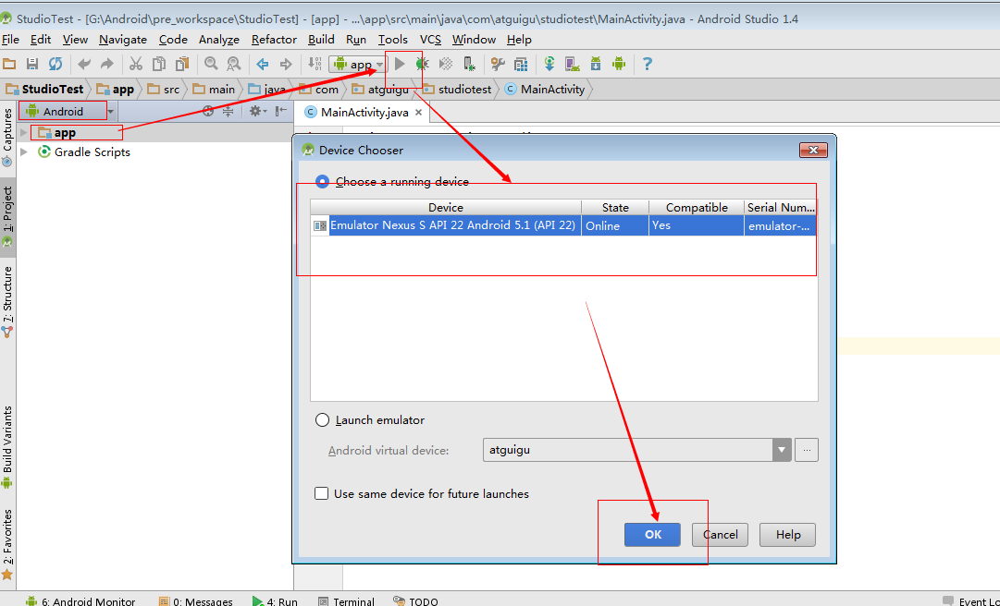 StudioTest - [G:\Android\pre_workspace\StudioTest] - [app] - ...\app\src\main\java\com\atguigu\studiotest\MainActivity.java - Android Studio 1.4
File Edit View Navigate Code Analyze Refactor Build Run Tools VCS Window Help
app
StudioTest app src main java com atguigu studiotest MainActivity
Android
MainActivity.java
app
Gradle Scripts
Captures
1: Project
7: Structure
Build Variants
2: Favorites
Device Chooser
Choose a running device
Device State Compatible Serial Num...
Emulator Nexus S API 22 Android 5.1 (API 22) Online Yes emulator-...
Launch emulator
Android virtual device: atguigu ...
Use same device for future launches
OK Cancel Help
6: Android Monitor 0: Messages 4: Run Terminal TODO Event Lo